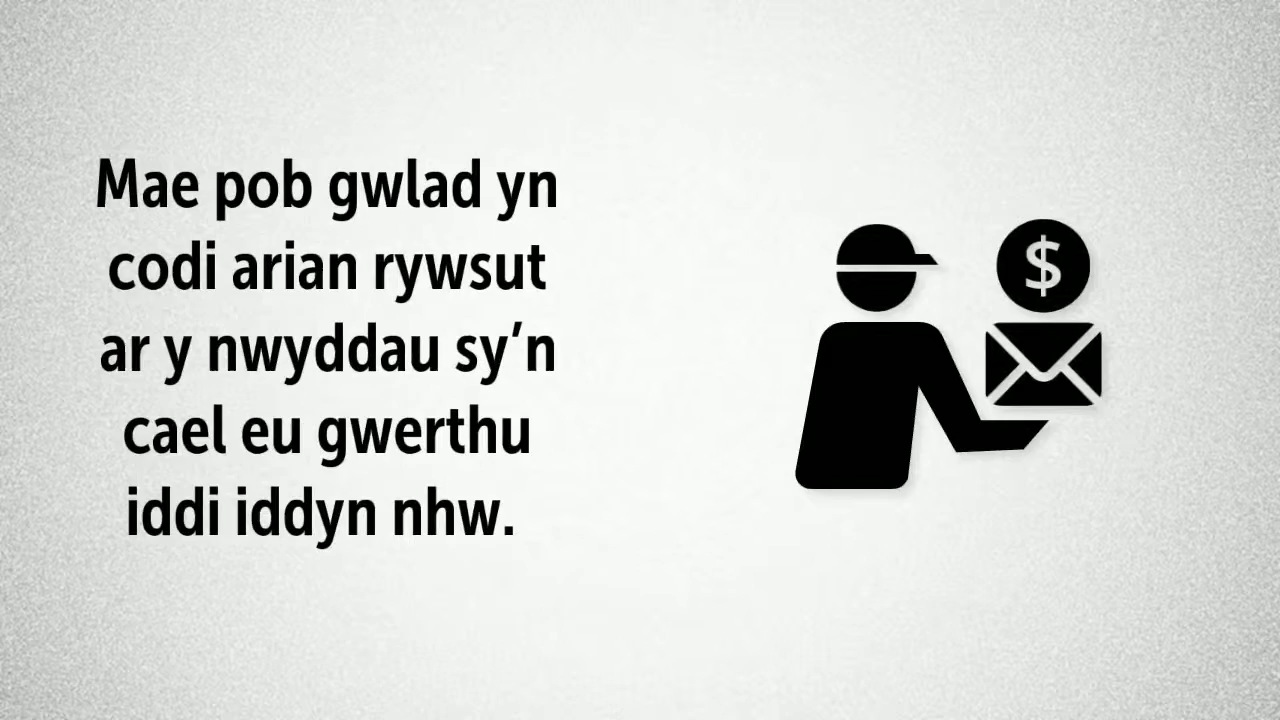 Mae pob gwlad yn
codi arian rywsut
ar y nwyddau sy’n
cael eu gwerthu
iddi iddyn nhw.
$